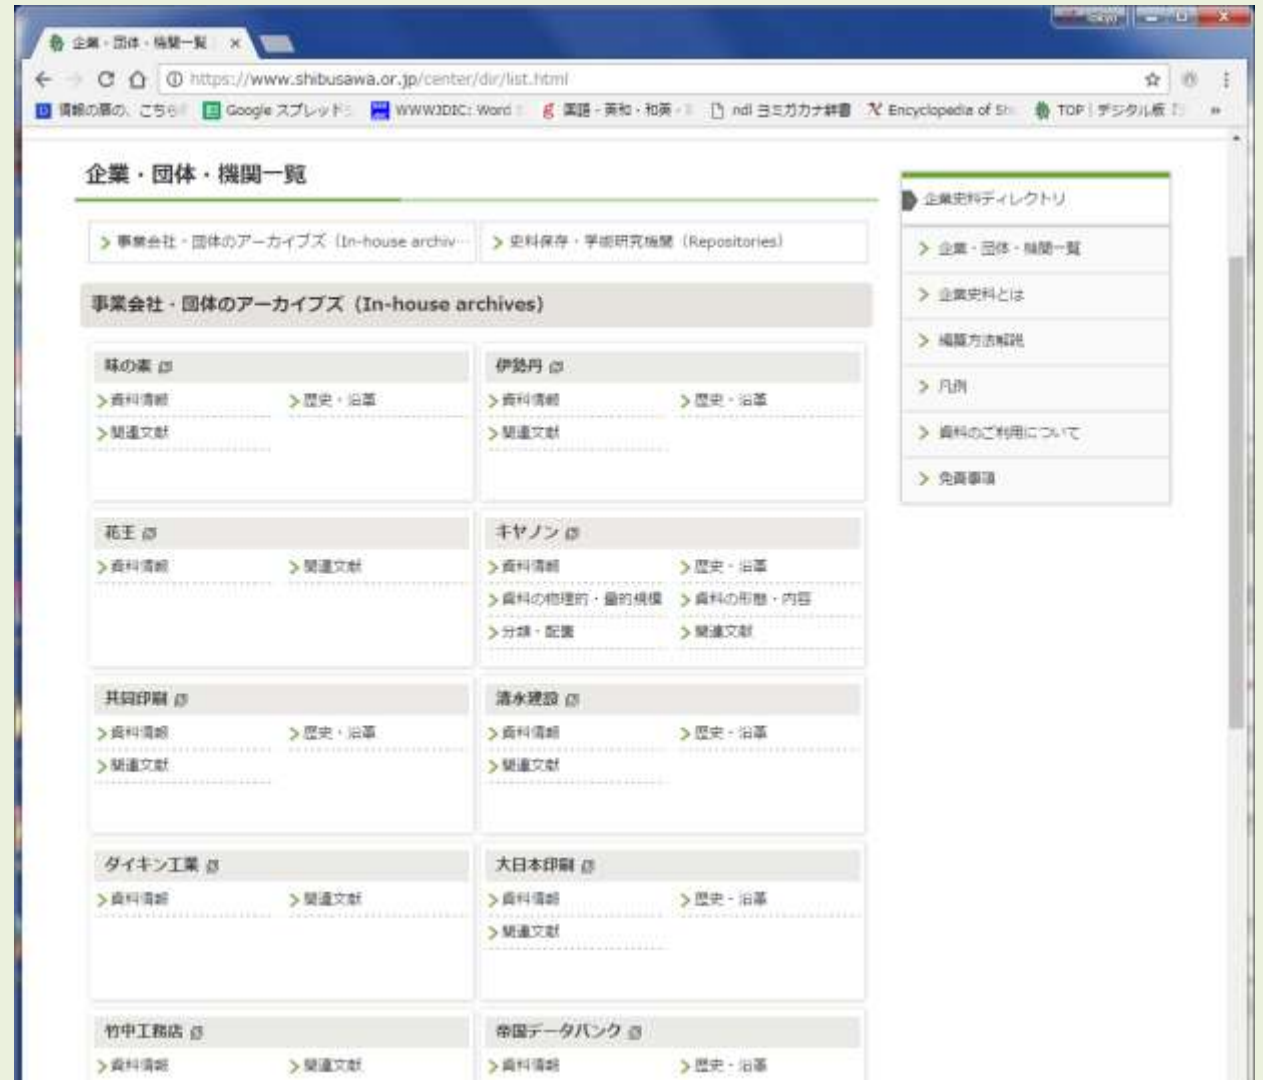 企業・団体・機関一覧 ×
https://www.shibusawa.or.jp/center/dir/list.html
情報の扉の、こちら Google スプレッド WWWJDIC: Word 英語 - 英和・和英 - ndl ヨミガカナ辞書 Encyclopedia of Sh TOP | デジタル版 »
企業・団体・機関一覧
事業会社・団体のアーカイブズ（In-house archiv… 史料保存・学術研究機関（Repositories）
事業会社・団体のアーカイブズ（In-house archives）
味の素
資料情報 歴史・沿革
関連文献
伊勢丹
資料情報 歴史・沿革
関連文献
花王
資料情報 関連文献
キヤノン
資料情報 歴史・沿革
資料の物理的・量的規模 資料の形態・内容
分類・配置 関連文献
共同印刷
資料情報 歴史・沿革
関連文献
清水建設
資料情報 歴史・沿革
関連文献
ダイキン工業
資料情報 関連文献
大日本印刷
資料情報 歴史・沿革
関連文献
竹中工務店
資料情報 関連文献
帝国データバンク
資料情報 歴史・沿革
企業史料ディレクトリ
企業・団体・機関一覧
企業史料とは
編纂方法解説
凡例
資料のご利用について
免責事項